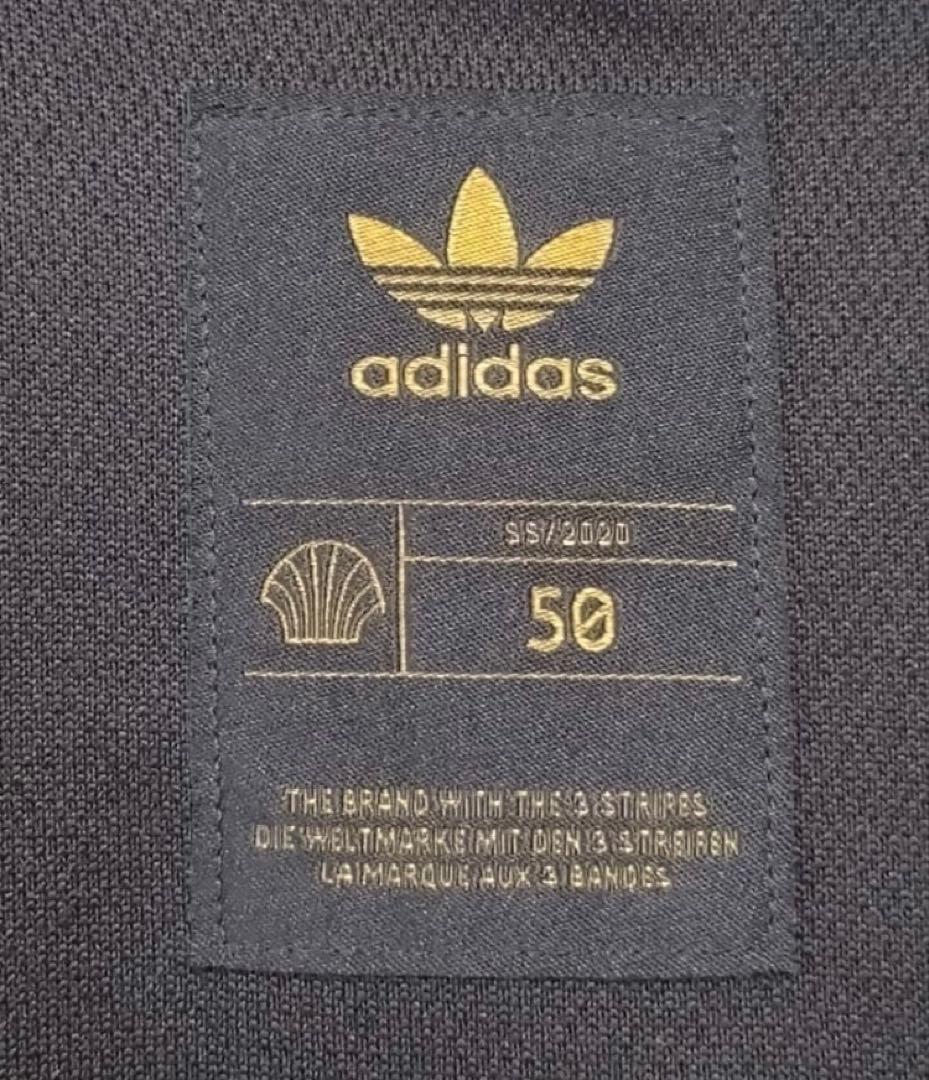 adidas
SS/2020
50
THE BRAND WITH THE 3 STRIPES
DIE WELTMARKE MIT DEN 3 STREIFEN
LA MARQUE AUX 3 BANDES